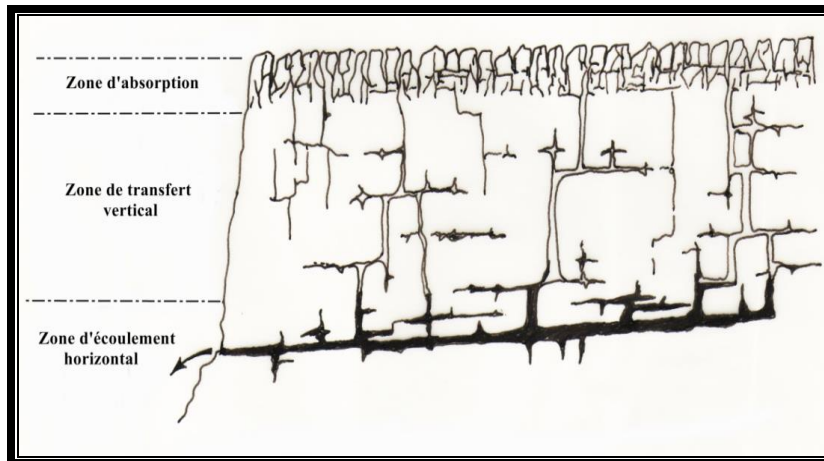 Zone d'absorption
Zone de transfert
vertical
Zone d'écoulement
horizontal